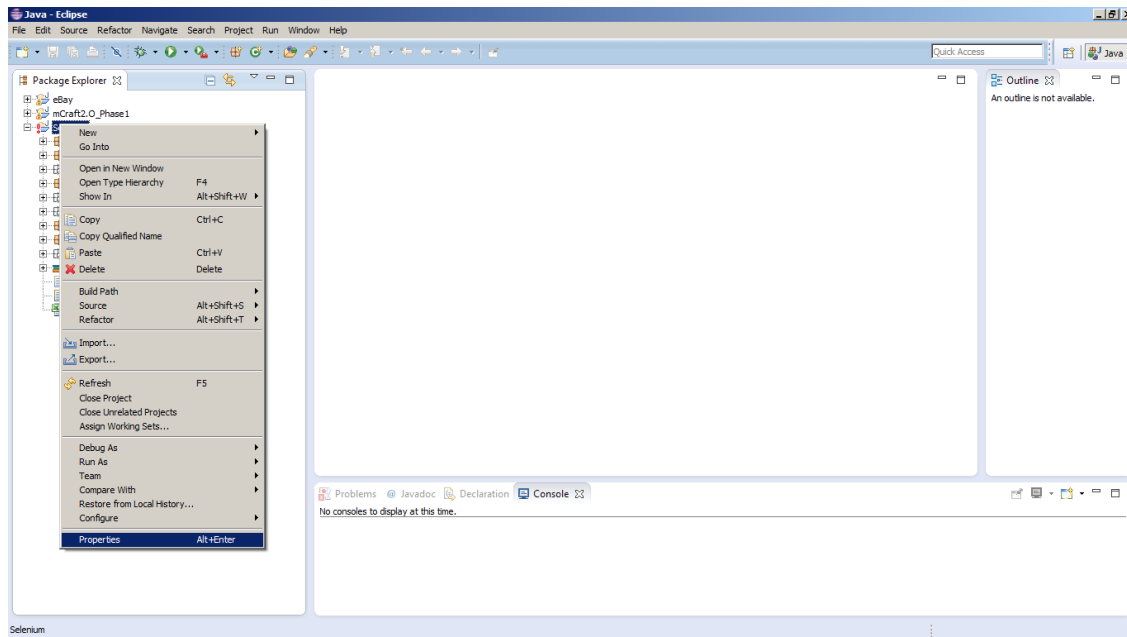 Java - Eclipse
File Edit Source Refactor Navigate Search Project Run Window Help
Quick Access
Java
Package Explorer
Outline
eBay
An outline is not available.
mCraft2.0_Phase1
S
New
Go Into
Open in New Window
Open Type Hierarchy F4
Show In Alt+Shift+W
Copy Ctrl+C
Copy Qualified Name
Paste Ctrl+V
Delete Delete
Build Path
Source Alt+Shift+S
Refactor Alt+Shift+T
Import...
Export...
Refresh F5
Close Project
Close Unrelated Projects
Assign Working Sets...
Debug As
Run As
Team
Compare With
Restore from Local History...
Configure
Properties Alt+Enter
Problems @ Javadoc Declaration Console
No consoles to display at this time.
Selenium